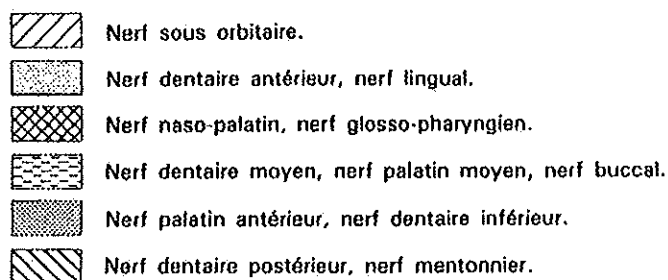 Nerf sous orbitaire.
Nerf dentaire antérieur, nerf lingual.
Nerf naso-palatin, nerf glosso-pharyngien.
Nerf dentaire moyen, nerf palatin moyen, nerf buccal.
Nerf palatin antérieur, nerf dentaire inférieur.
Nerf dentaire postérieur, nerf mentonnier.